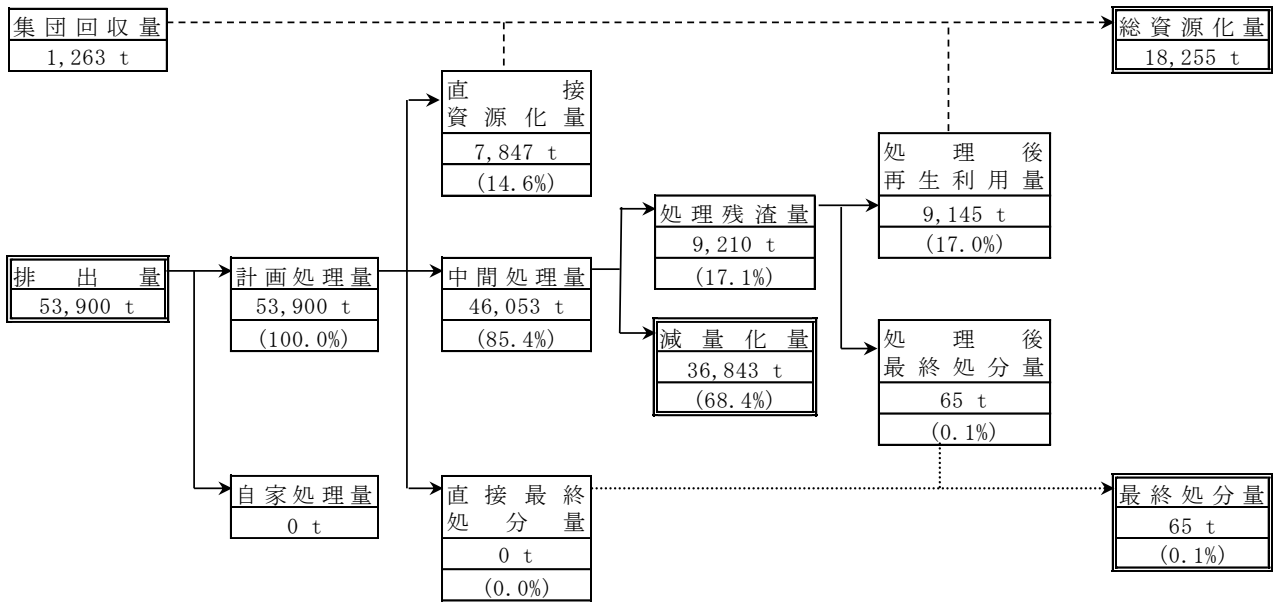 集団回収量
1,263 t
総資源化量
18,255 t
直接
資源化量
7,847 t
(14.6%)
処理後
再生利用量
9,145 t
(17.0%)
処理残渣量
9,210 t
(17.1%)
排出量
53,900 t
計画処理量
53,900 t
(100.0%)
中間処理量
46,053 t
(85.4%)
減量化量
36,843 t
(68.4%)
処理後
最終処分量
65 t
(0.1%)
自家処理量
0 t
直接最終
処分量
0 t
(0.0%)
最終処分量
65 t
(0.1%)